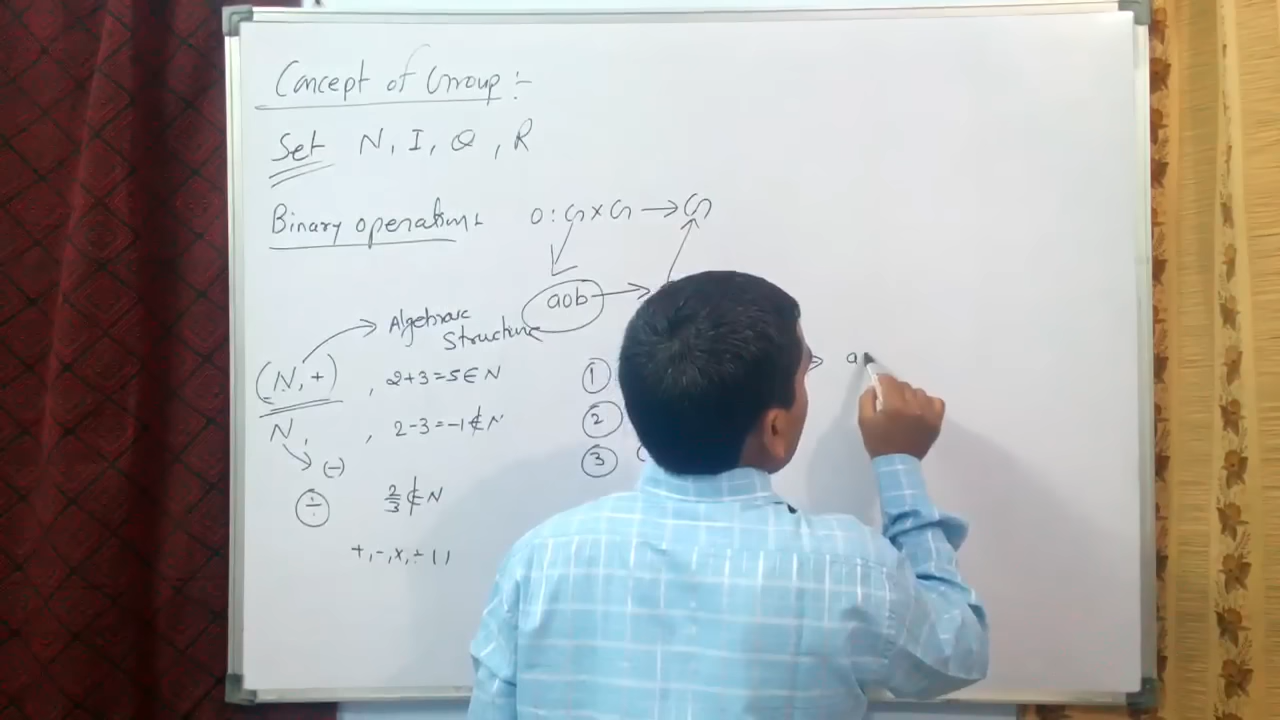 Concept of Group :-
Set N, I, Q, R
Binary operation:- o : G × G → G
aob →
→ Algebraic Structure
(N, +) , 2+3=5 ∈ N
N, , 2-3=-1 ∉ N
(-)
÷ 2/3 ∉ N
+, -, ×, ÷
① a
②
③ (